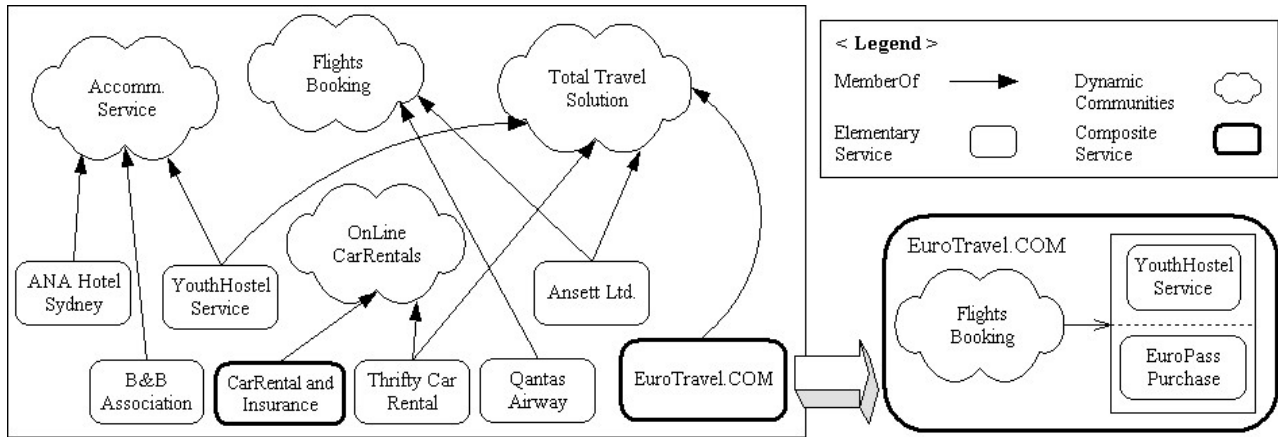 Accomm.
Service
Flights
Booking
Total Travel
Solution
OnLine
CarRentals
ANA Hotel
Sydney
YouthHostel
Service
Ansett Ltd.
B&B
Association
CarRental and
Insurance
Thrifty Car
Rental
Qantas
Airway
EuroTravel.COM
< Legend >
MemberOf
Dynamic
Communities
Elementary
Service
Composite
Service
EuroTravel.COM
Flights
Booking
YouthHostel
Service
EuroPass
Purchase